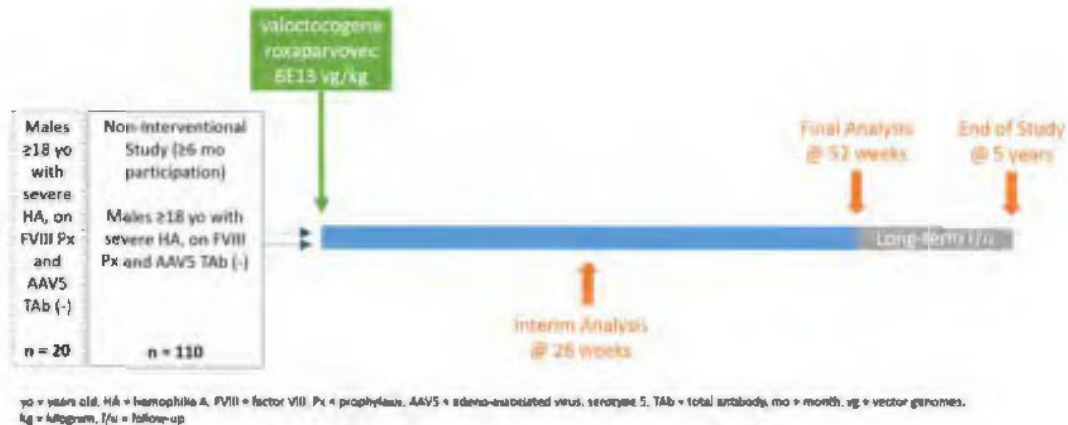 valoctocogene
roxaparvovec
6E13 vg/kg
Males
≥18 yo
with
severe
HA, on
FVIII Px
and
AAV5
TAb (-)
n = 20
Non-Interventional
Study (≥6 mo
participation)
Males ≥18 yo with
severe HA, on FVIII
Px and AAV5 TAb (-)
n = 110
Final Analysis
@ 52 weeks
End of Study
@ 5 years
Long-term f/u
Interim Analysis
@ 26 weeks
yo = years old, HA = hemophilia A, FVIII = factor VIII, Px = prophylaxis, AAV5 = adeno-associated virus, serotype 5, TAb = total antibody, mo = month, vg = vector genomes,
kg = kilogram, f/u = follow-up